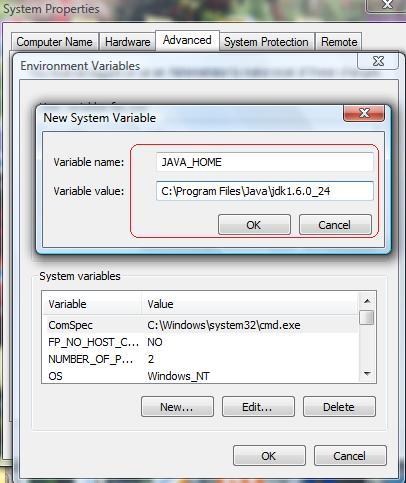 System Properties
Computer Name Hardware Advanced System Protection Remote
Environment Variables
New System Variable
Variable name: JAVA_HOME
Variable value: C:\Program Files\Java\jdk1.6.0_24
OK Cancel
System variables
Variable Value
ComSpec C:\Windows\system32\cmd.exe
FP_NO_HOST_C... NO
NUMBER_OF_P... 2
OS Windows_NT
New... Edit... Delete
OK Cancel